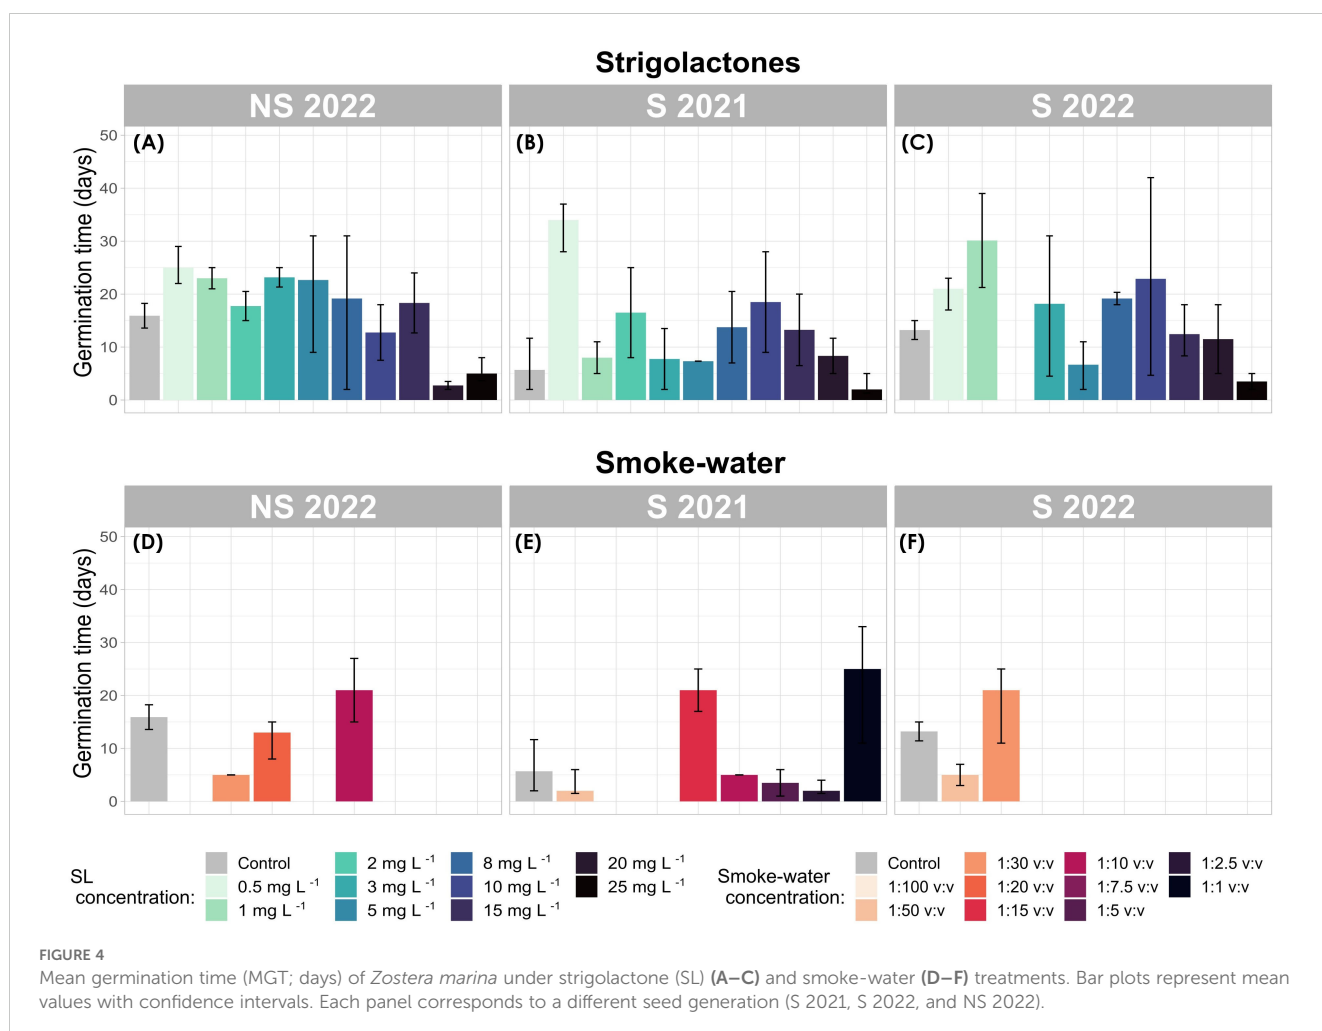 Strigolactones
NS 2022
S 2021
S 2022
(A)
(B)
(C)
Germination time (days)
50
40
30
20
10
0
Smoke-water
NS 2022
S 2021
S 2022
(D)
(E)
(F)
Germination time (days)
50
40
30
20
10
0
SL concentration:
Control
0.5 mg L -1
1 mg L -1
2 mg L -1
3 mg L -1
5 mg L -1
8 mg L -1
10 mg L -1
15 mg L -1
20 mg L -1
25 mg L -1
Smoke-water concentration:
Control
1:100 v:v
1:50 v:v
1:30 v:v
1:20 v:v
1:15 v:v
1:10 v:v
1:7.5 v:v
1:5 v:v
1:2.5 v:v
1:1 v:v
FIGURE 4
Mean germination time (MGT; days) of Zostera marina under strigolactone (SL) (A–C) and smoke-water (D–F) treatments. Bar plots represent mean
values with confidence intervals. Each panel corresponds to a different seed generation (S 2021, S 2022, and NS 2022).